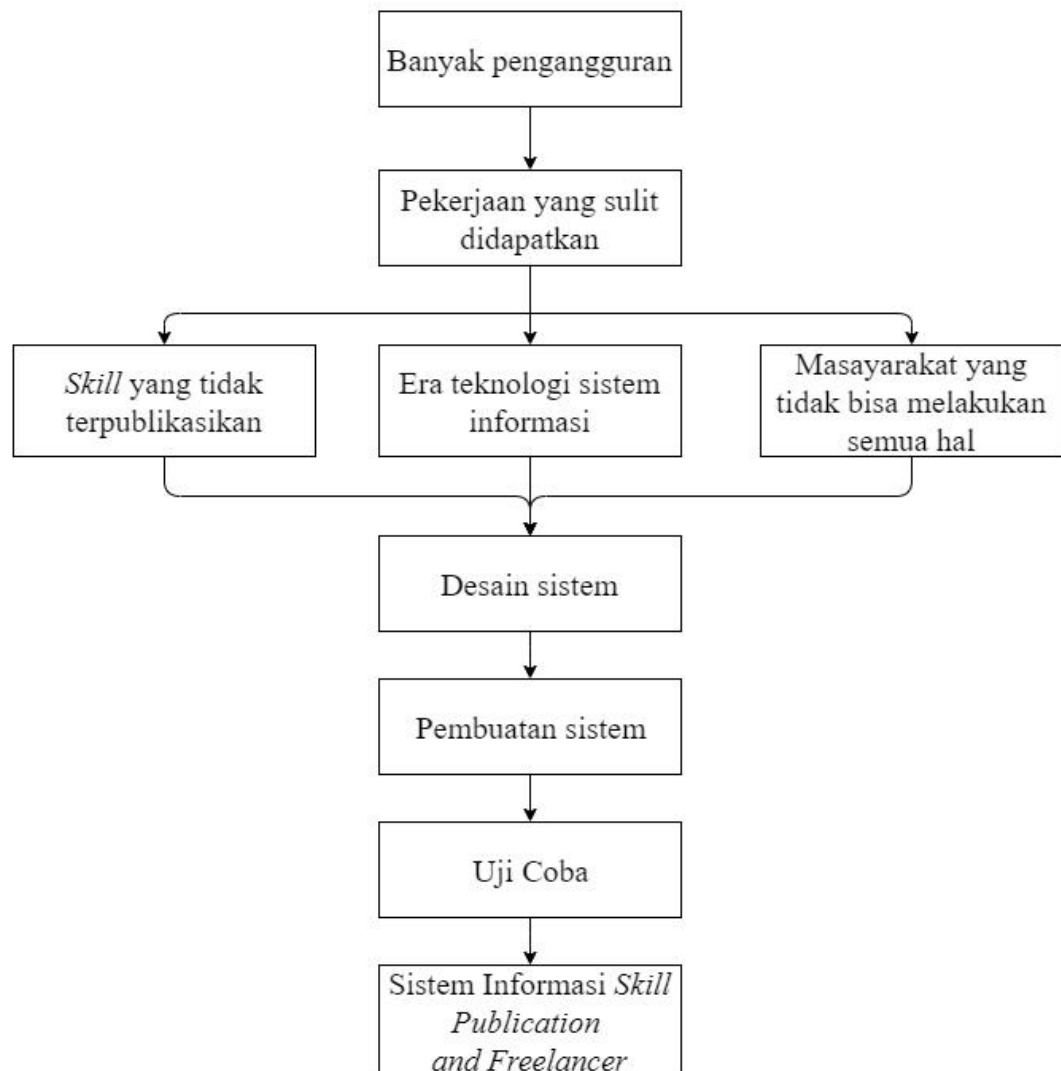 Banyak pengangguran
Pekerjaan yang sulit
didapatkan
Skill yang tidak
terpublikasikan
Era teknologi sistem
informasi
Masayarakat yang
tidak bisa melakukan
semua hal
Desain sistem
Pembuatan sistem
Uji Coba
Sistem Informasi Skill
Publication
and Freelancer